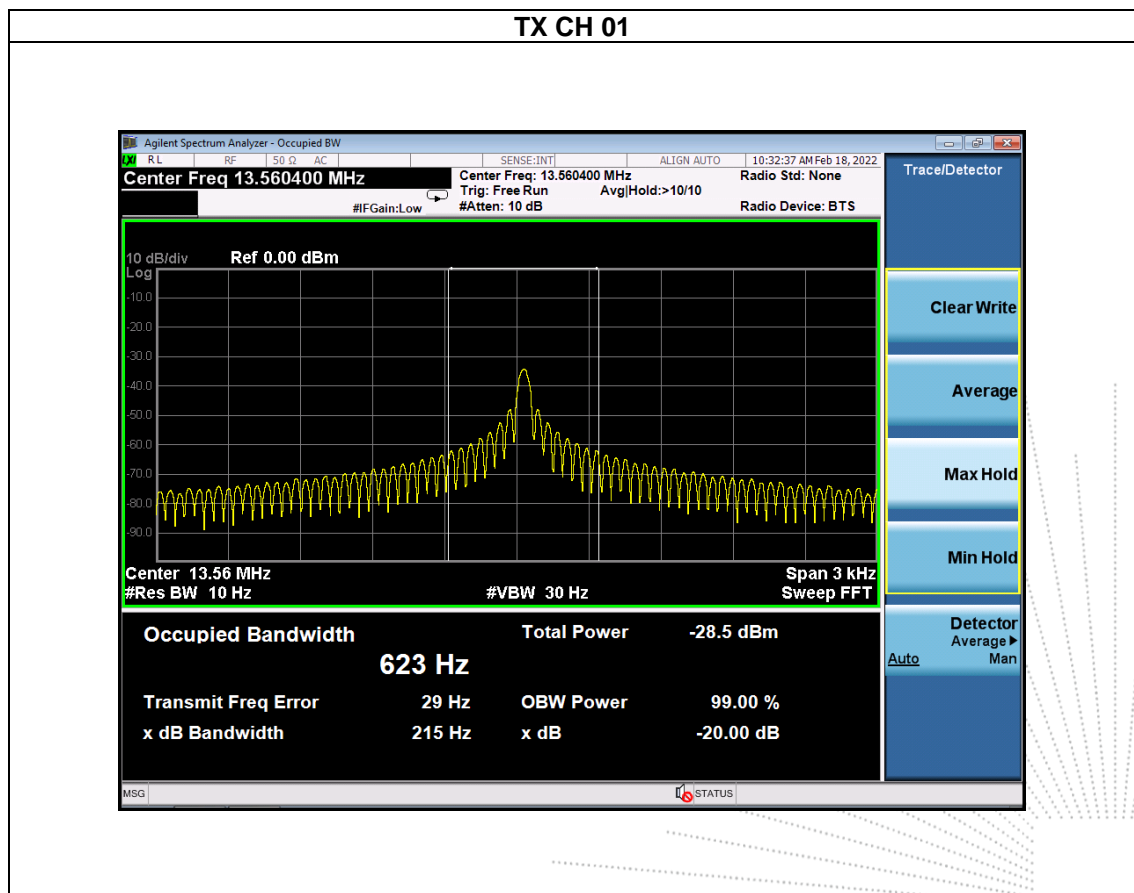 TX CH 01
Agilent Spectrum Analyzer - Occupied BW
LXI RL RF 50 Ω AC SENSE:INT ALIGN AUTO 10:32:37 AM Feb 18, 2022
Center Freq 13.560400 MHz
#IFGain:Low
Center Freq: 13.560400 MHz
Trig: Free Run Avg|Hold:>10/10
#Atten: 10 dB
Radio Std: None
Radio Device: BTS
Trace/Detector
10 dB/div Ref 0.00 dBm
Log
-10.0
-20.0
-30.0
-40.0
-50.0
-60.0
-70.0
-80.0
-90.0
Center 13.56 MHz Span 3 kHz
#Res BW 10 Hz #VBW 30 Hz Sweep FFT
Clear Write
Average
Max Hold
Min Hold
Detector
Average
Auto Man
Occupied Bandwidth Total Power -28.5 dBm
623 Hz
Transmit Freq Error 29 Hz OBW Power 99.00 %
x dB Bandwidth 215 Hz x dB -20.00 dB
MSG STATUS